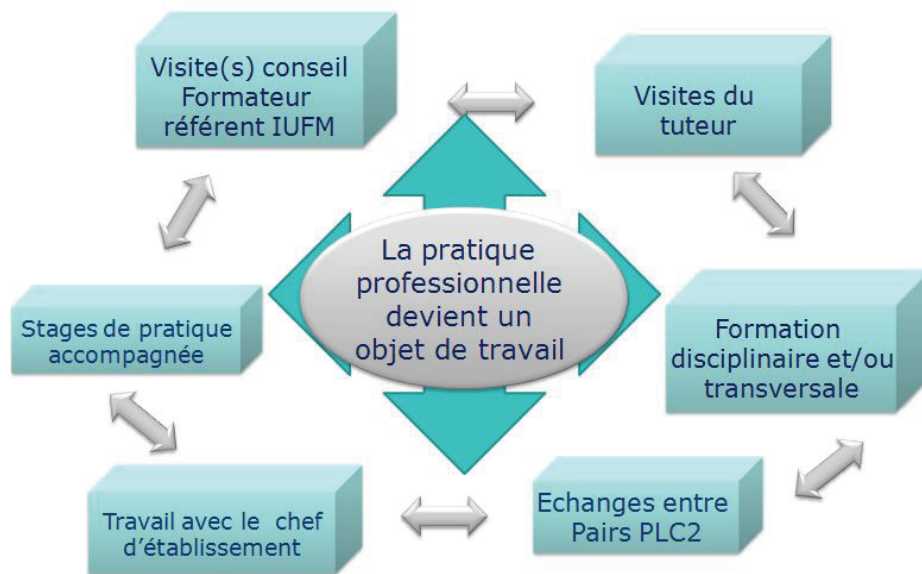 Visite(s) conseil
Formateur
référent IUFM
Visites du
tuteur
La pratique
professionnelle
devient un
objet de travail
Stages de pratique
accompagnée
Formation
disciplinaire et/ou
transversale
Travail avec le chef
d'établissement
Echanges entre
Pairs PLC2